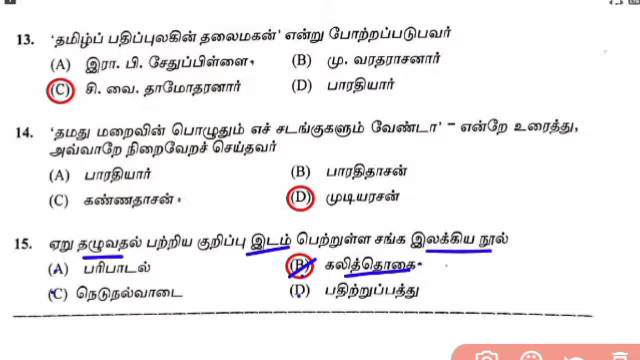 13. 'தமிழ்ப் பதிப்புலகின் தலைமகன்' என்று போற்றப்படுபவர்
(A) இரா. பி. சேதுப்பிள்ளை
(B) மு. வரதராசனார்
(C) சி. வை. தாமோதரனார்
(D) பாரதியார்
14. 'தமது மறைவின் பொழுதும் எச் சடங்குகளும் வேண்டா' – என்றே உரைத்து,
அவ்வாறே நிறைவேறச் செய்தவர்
(A) பாரதியார்
(B) பாரதிதாசன்
(C) கண்ணதாசன்
(D) முடியரசன்
15. ஏறு தழுவதல் பற்றிய குறிப்பு இடம் பெற்றுள்ள சங்க இலக்கிய நூல்
(A) பரிபாடல்
(B) கலித்தொகை
(C) நெடுநல்வாடை
(D) பதிற்றுப்பத்து